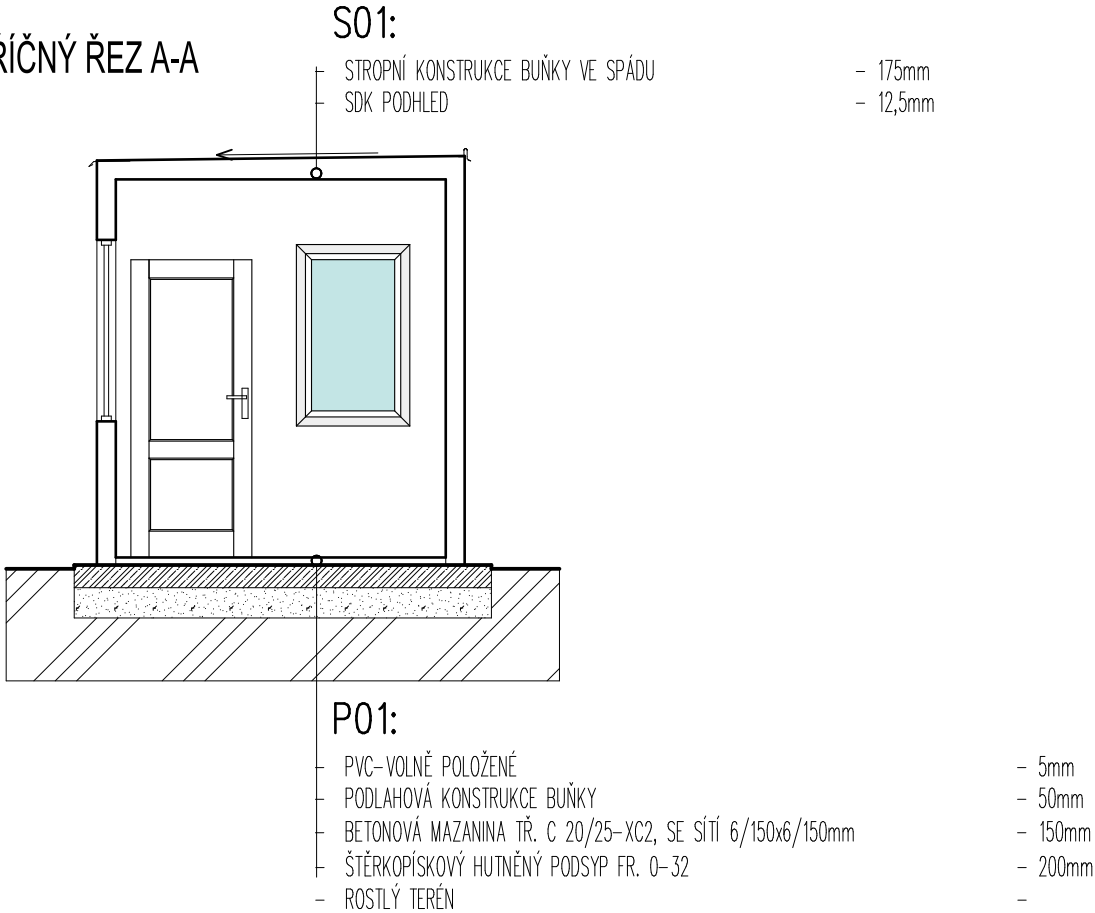 ŘÍČNÝ ŘEZ A-A
S01:
- STROPNÍ KONSTRUKCE BUŇKY VE SPÁDU - 175mm
- SDK PODHLED - 12,5mm
P01:
- PVC-VOLNĚ POLOŽENÉ - 5mm
- PODLAHOVÁ KONSTRUKCE BUŇKY - 50mm
- BETONOVÁ MAZANINA TŘ. C 20/25-XC2, SE SÍTÍ 6/150x6/150mm - 150mm
- ŠTĚRKOPÍSKOVÝ HUTNĚNÝ PODSYP FR. 0-32 - 200mm
- ROSTLÝ TERÉN -